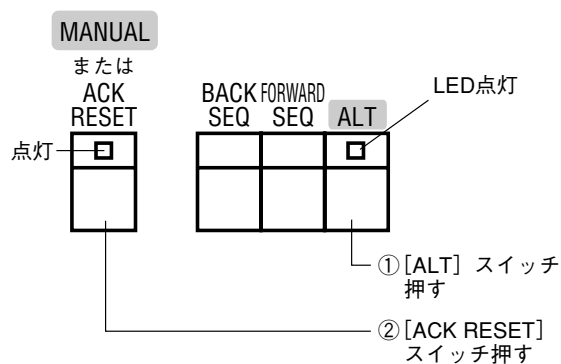 MANUAL
または
ACK
RESET
BACK FORWARD
SEQ SEQ ALT
LED点灯
点灯
①[ALT] スイッチ
押す
②[ACK RESET]
スイッチ押す